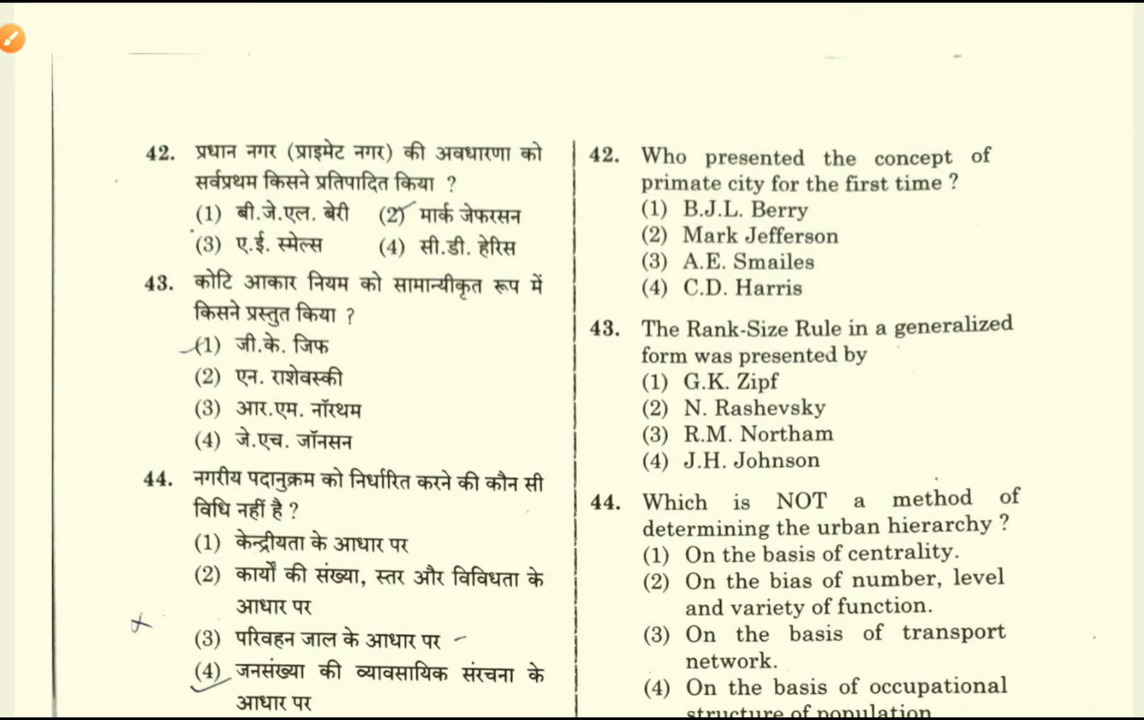 42. प्रधान नगर (प्राइमेट नगर) की अवधारणा को
सर्वप्रथम किसने प्रतिपादित किया ?
(1) बी.जे.एल. बेरी (2) मार्क जेफरसन
(3) ए.ई. स्मेल्स (4) सी.डी. हेरिस
43. कोटि आकार नियम को सामान्यीकृत रूप में
किसने प्रस्तुत किया ?
(1) जी.के. जिफ
(2) एन. राशेवस्की
(3) आर.एम. नॉरथम
(4) जे.एच. जॉनसन
44. नगरीय पदानुक्रम को निर्धारित करने की कौन सी
विधि नहीं है ?
(1) केन्द्रीयता के आधार पर
(2) कार्यों की संख्या, स्तर और विविधता के
आधार पर
(3) परिवहन जाल के आधार पर
(4) जनसंख्या की व्यावसायिक संरचना के
आधार पर
42. Who presented the concept of
primate city for the first time ?
(1) B.J.L. Berry
(2) Mark Jefferson
(3) A.E. Smailes
(4) C.D. Harris
43. The Rank-Size Rule in a generalized
form was presented by
(1) G.K. Zipf
(2) N. Rashevsky
(3) R.M. Northam
(4) J.H. Johnson
44. Which is NOT a method of
determining the urban hierarchy ?
(1) On the basis of centrality.
(2) On the bias of number, level
and variety of function.
(3) On the basis of transport
network.
(4) On the basis of occupational
structure of population